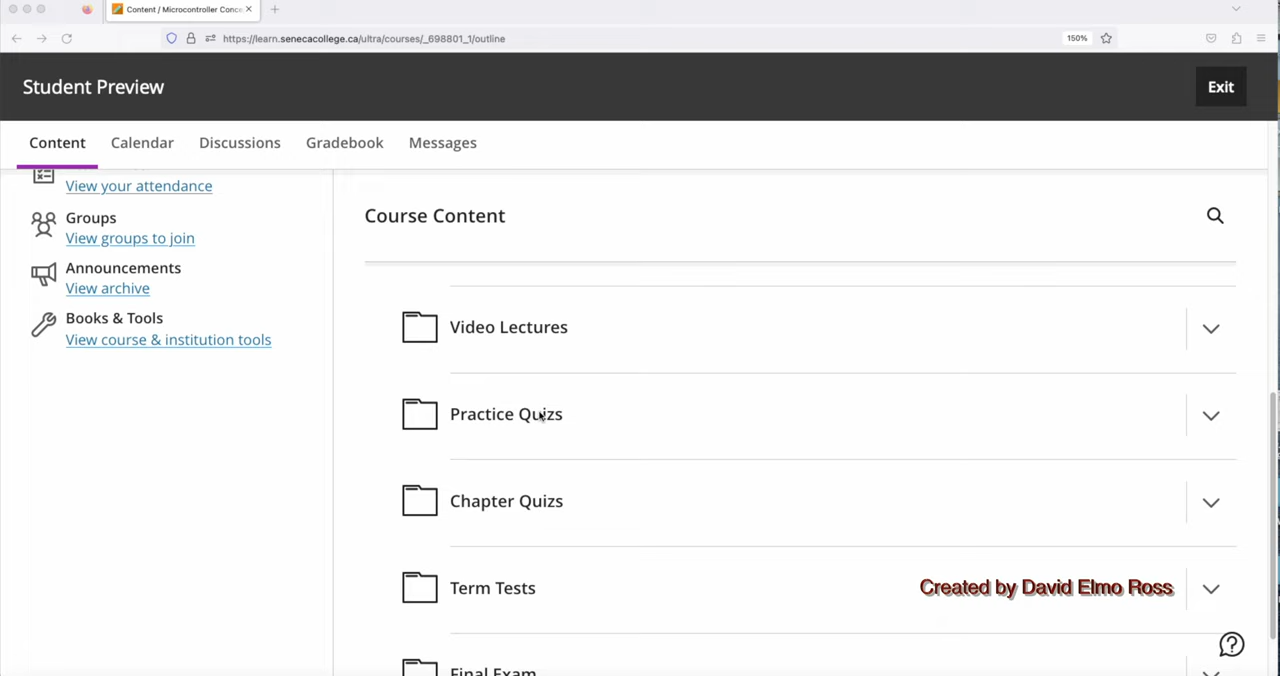 Content / Microcontroller Conce
https://learn.senecacollege.ca/ultra/courses/_698801_1/outline
150%
Student Preview
Exit
Content
Calendar
Discussions
Gradebook
Messages
View your attendance
Groups
View groups to join
Announcements
View archive
Books & Tools
View course & institution tools
Course Content
Video Lectures
Practice Quizs
Chapter Quizs
Term Tests
Created by David Elmo Ross
Final Exam